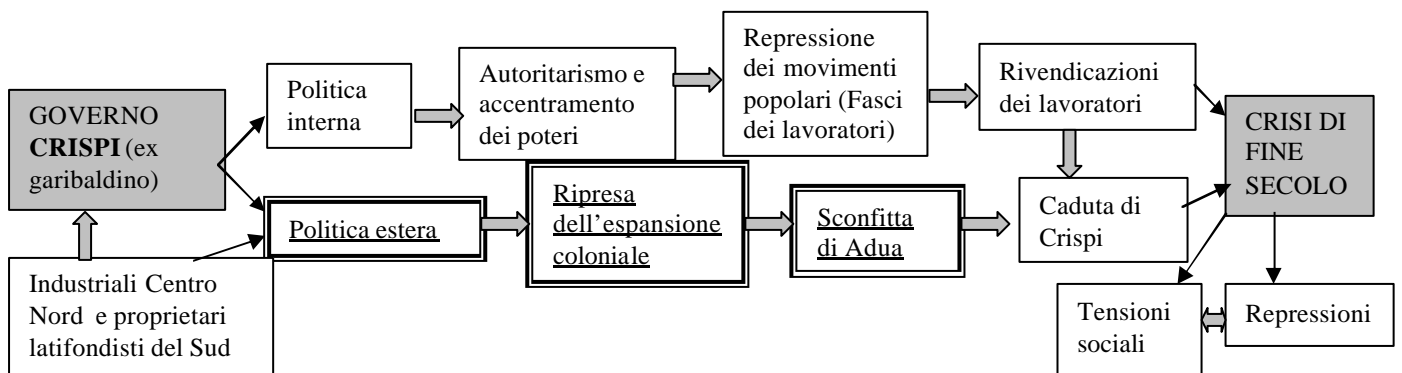 GOVERNO
CRISPI (ex
garibaldino)
Industriali Centro
Nord e proprietari
latifondisti del Sud
Politica
interna
Autoritarismo e
accentramento
dei poteri
Repressione
dei movimenti
popolari (Fasci
dei lavoratori)
Rivendicazioni
dei lavoratori
Politica estera
Ripresa
dell’espansione
coloniale
Sconfitta
di Adua
Caduta di
Crispi
CRISI DI
FINE
SECOLO
Tensioni
sociali
Repressioni